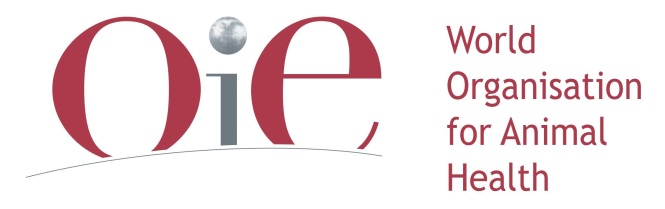 OiE
World
Organisation
for Animal
Health